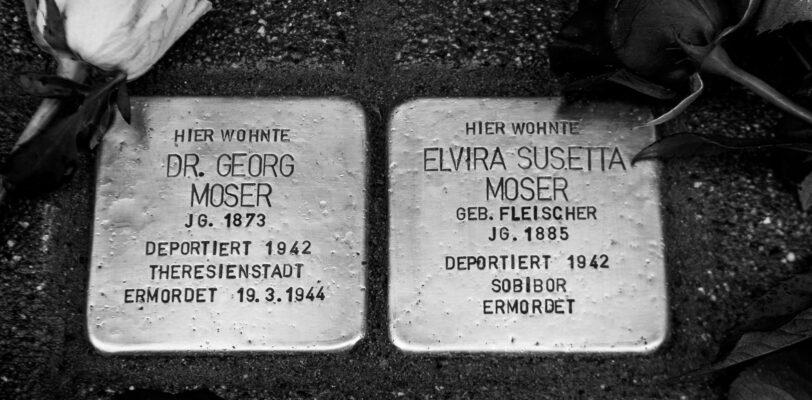 HIER WOHNTE
DR. GEORG
MOSER
JG. 1873
DEPORTIERT 1942
THERESIENSTADT
ERMORDET 19.3.1944
HIER WOHNTE
ELVIRA SUSETTA
MOSER
GEB. FLEISCHER
JG. 1885
DEPORTIERT 1942
SOBIBOR
ERMORDET